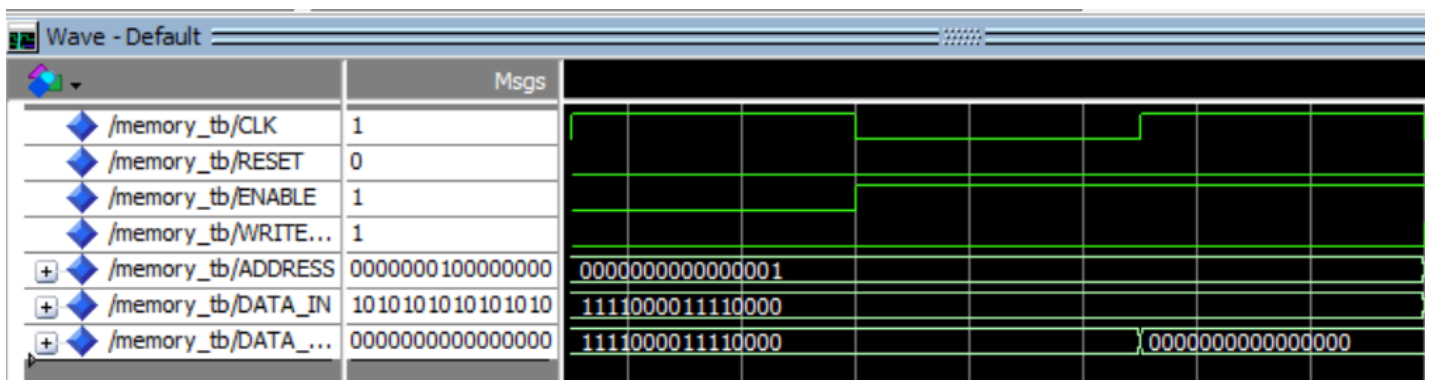 Wave - Default
Msgs
/memory_tb/CLK 1
/memory_tb/RESET 0
/memory_tb/ENABLE 1
/memory_tb/WRITE... 1
/memory_tb/ADDRESS 0000000100000000 0000000000000001
/memory_tb/DATA_IN 1010101010101010 1111000011110000
/memory_tb/DATA_... 0000000000000000 1111000011110000 0000000000000000